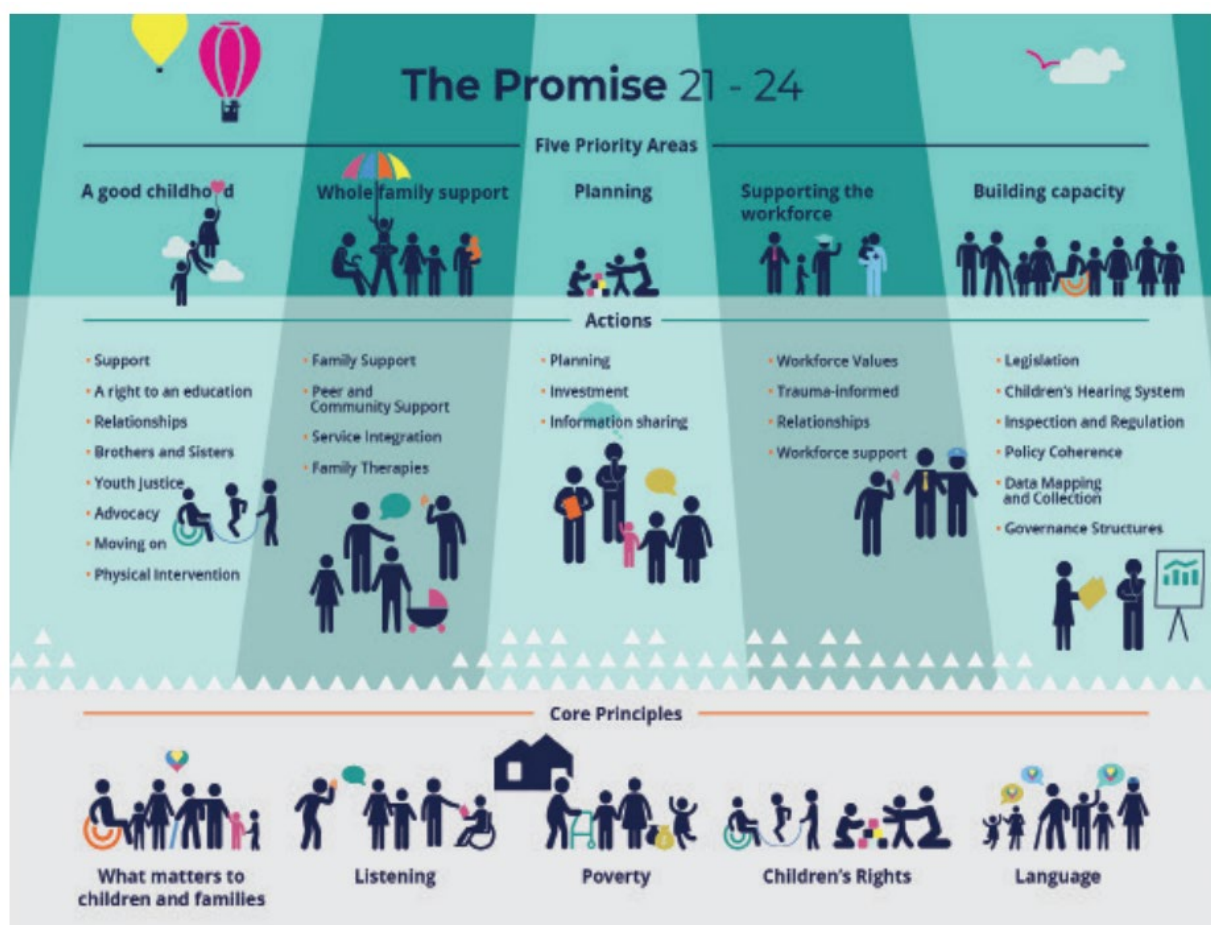 The Promise 21 - 24
Five Priority Areas
A good childhood
Whole family support
Planning
Supporting the
workforce
Building capacity
Actions
• Support
• A right to an education
• Relationships
• Brothers and Sisters
• Youth Justice
• Advocacy
• Moving on
• Physical Intervention
• Family Support
• Peer and
Community Support
• Service Integration
• Family Therapies
• Planning
• Investment
• Information sharing
• Workforce Values
• Trauma-informed
• Relationships
• Workforce support
• Legislation
• Children's Hearing System
• Inspection and Regulation
• Policy Coherence
• Data Mapping
and Collection
• Governance Structures
Core Principles
What matters to
children and families
Listening
Poverty
Children's Rights
Language